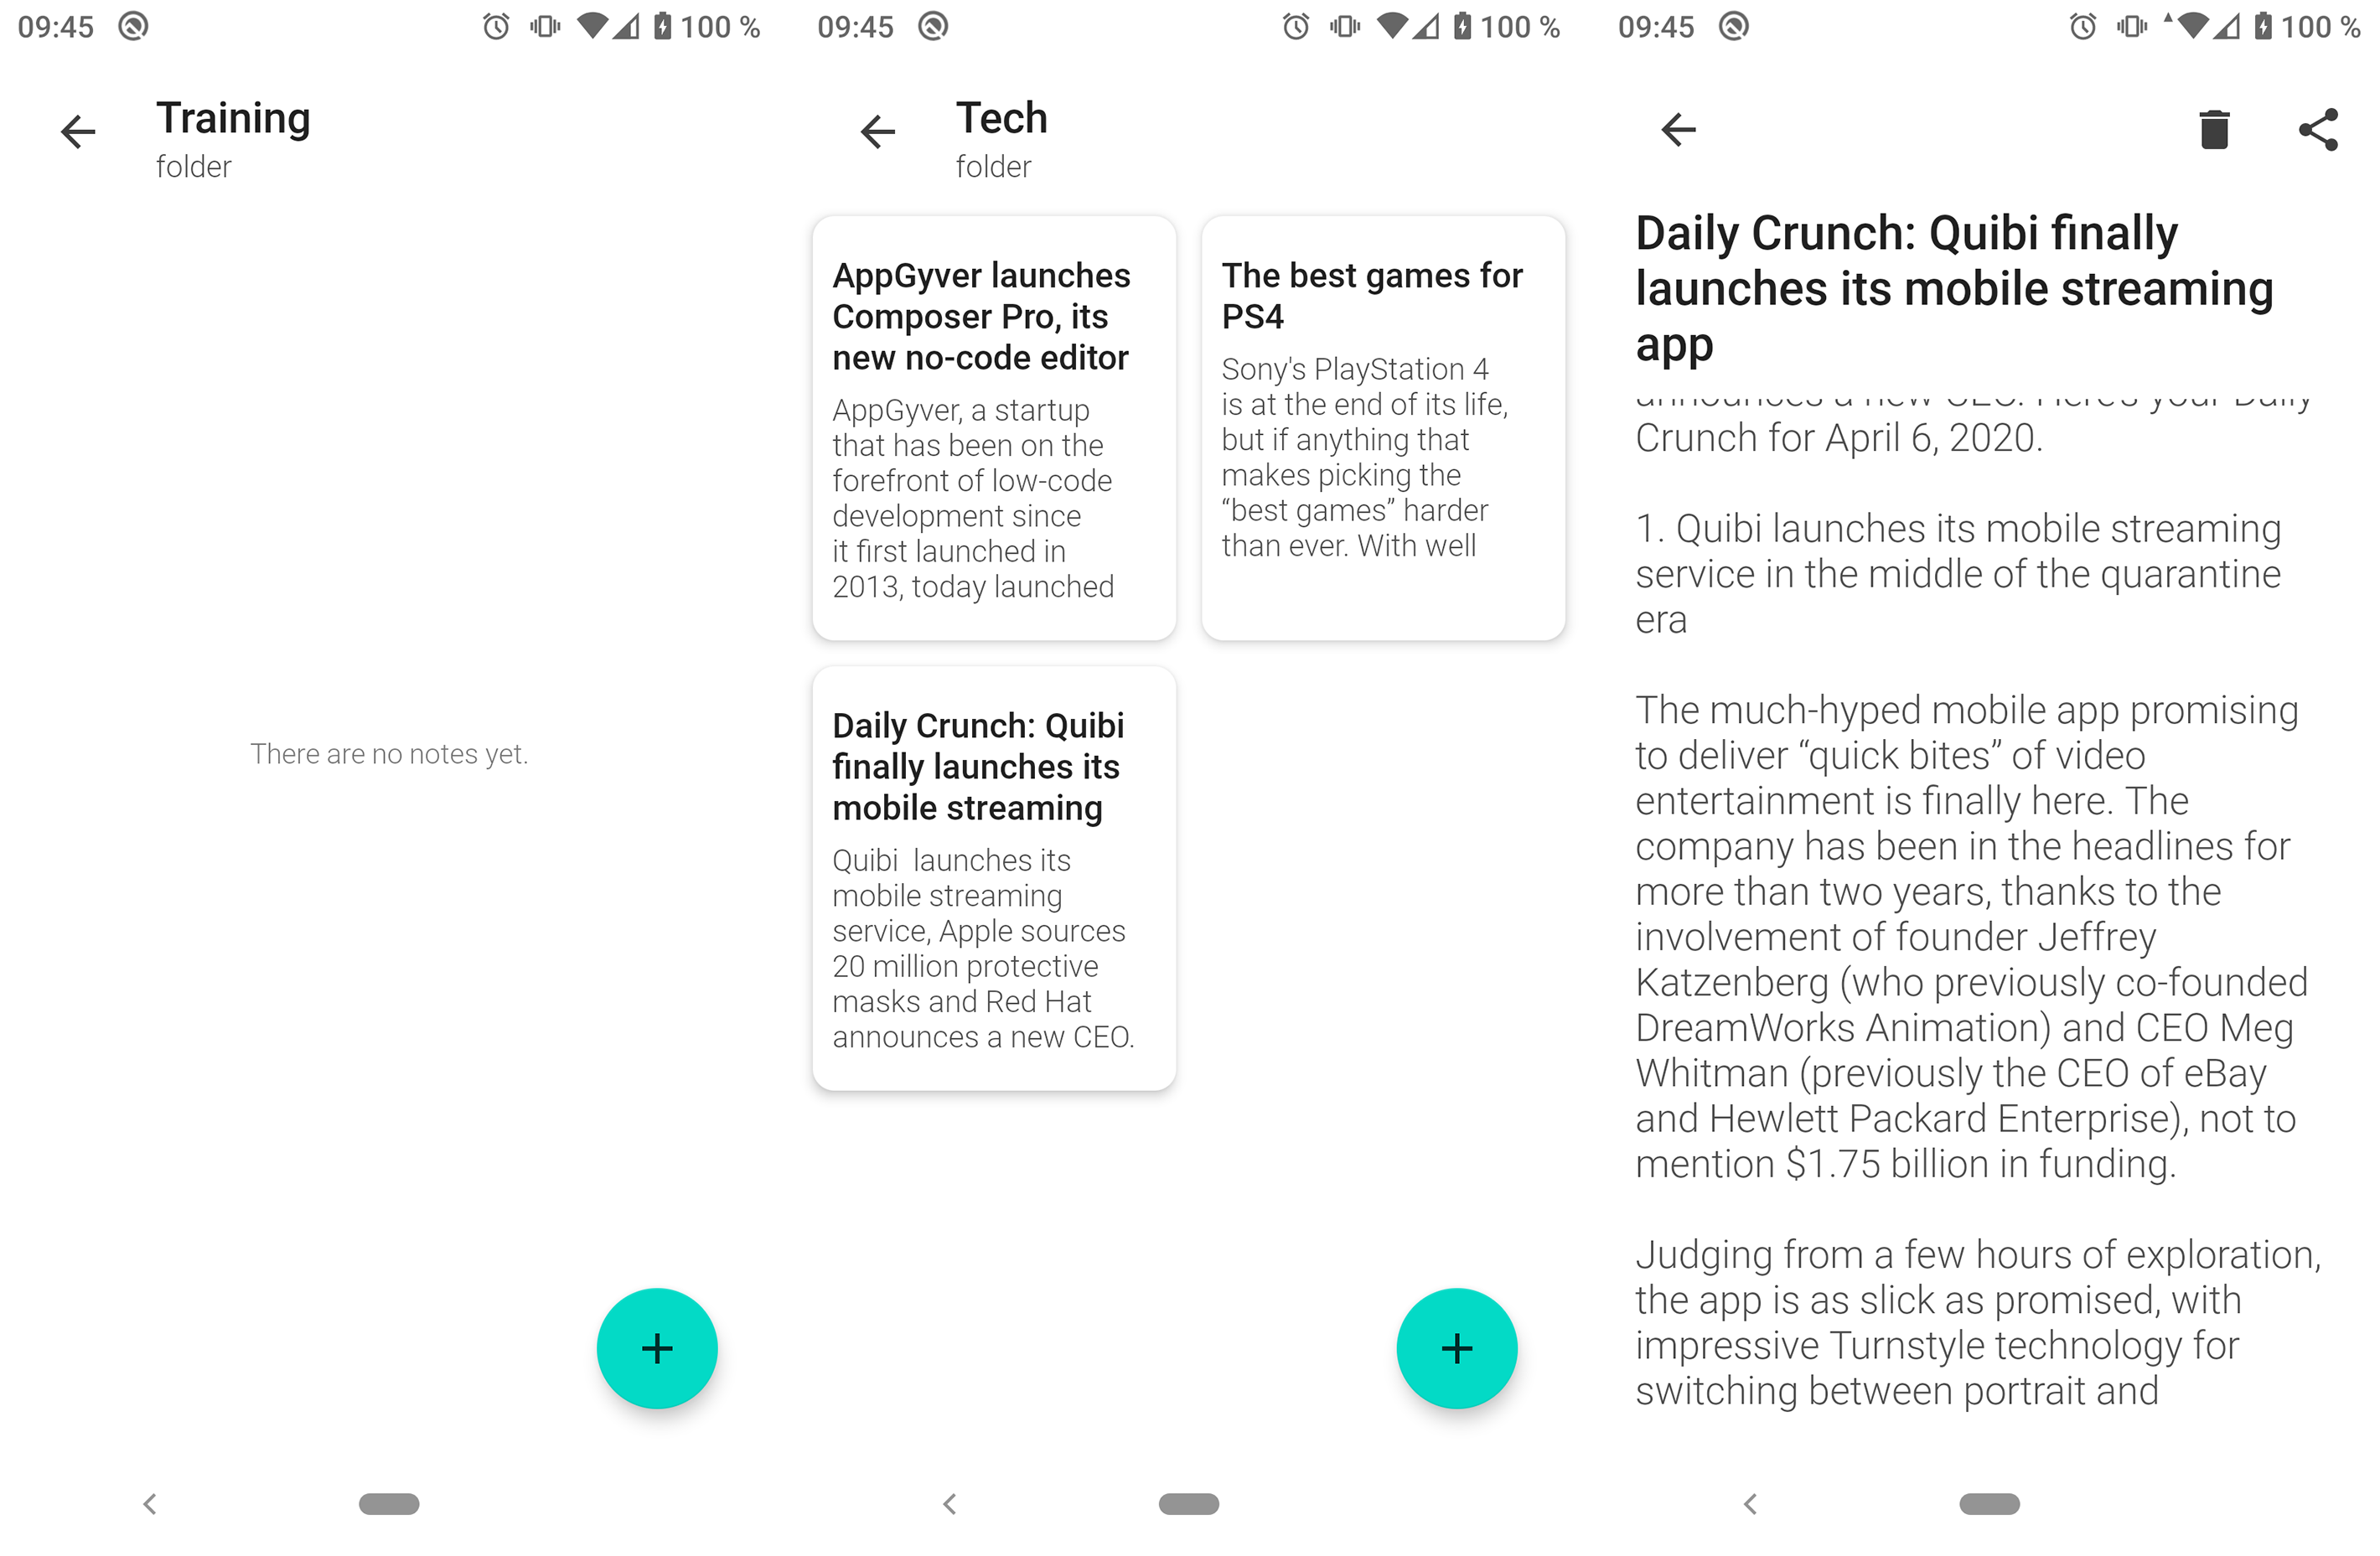 09:45
100 %
Training
folder
There are no notes yet.
09:45
100 %
Tech
folder
AppGyver launches
Composer Pro, its
new no-code editor
AppGyver, a startup
that has been on the
forefront of low-code
development since
it first launched in
2013, today launched
The best games for
PS4
Sony's PlayStation 4
is at the end of its life,
but if anything that
makes picking the
“best games” harder
than ever. With well
Daily Crunch: Quibi
finally launches its
mobile streaming
Quibi  launches its
mobile streaming
service, Apple sources
20 million protective
masks and Red Hat
announces a new CEO.
09:45
100 %
Daily Crunch: Quibi finally
launches its mobile streaming
app
announces a new CEO. Here's your Daily
Crunch for April 6, 2020.
1. Quibi launches its mobile streaming
service in the middle of the quarantine
era
The much-hyped mobile app promising
to deliver “quick bites” of video
entertainment is finally here. The
company has been in the headlines for
more than two years, thanks to the
involvement of founder Jeffrey
Katzenberg (who previously co-founded
DreamWorks Animation) and CEO Meg
Whitman (previously the CEO of eBay
and Hewlett Packard Enterprise), not to
mention $1.75 billion in funding.
Judging from a few hours of exploration,
the app is as slick as promised, with
impressive Turnstyle technology for
switching between portrait and